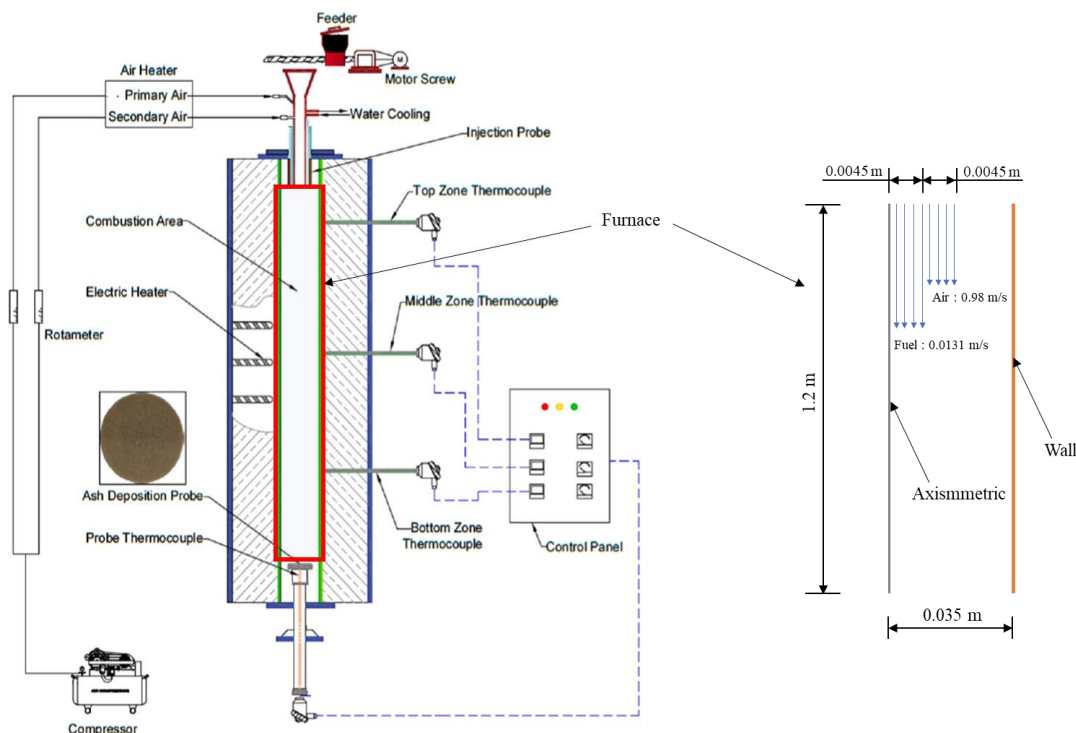 Feeder
M
Motor Screw
Air Heater
Primary Air
Secondary Air
Water Cooling
Injection Probe
Top Zone Thermocouple
Combustion Area
Furnace
Electric Heater
Middle Zone Thermocouple
Rotameter
Ash Deposition Probe
Probe Thermocouple
Bottom Zone
Thermocouple
Control Panel
Compressor
0.0045 m
0.0045 m
Air : 0.98 m/s
Fuel : 0.0131 m/s
1.2 m
Wall
Axismmetric
0.035 m